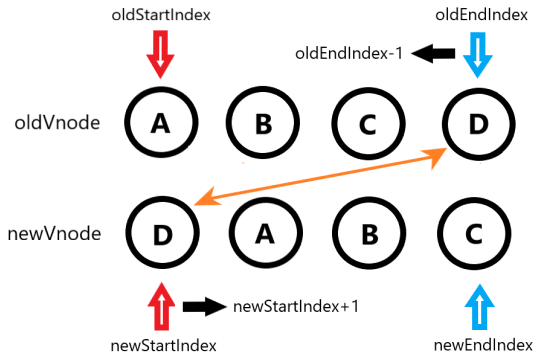 oldStartIndex oldEndIndex
oldEndIndex-1
oldVnode A B C D
newVnode D A B C
newStartIndex+1
newStartIndex newEndIndex